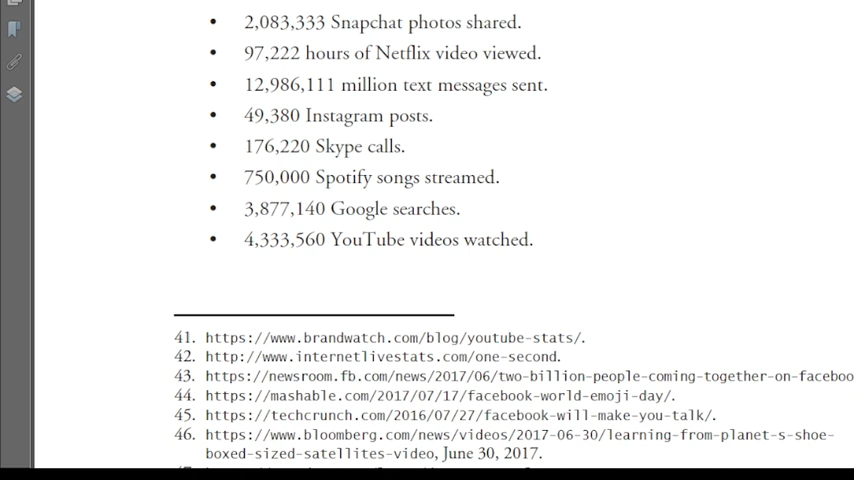 • 2,083,333 Snapchat photos shared.
• 97,222 hours of Netflix video viewed.
• 12,986,111 million text messages sent.
• 49,380 Instagram posts.
• 176,220 Skype calls.
• 750,000 Spotify songs streamed.
• 3,877,140 Google searches.
• 4,333,560 YouTube videos watched.
41. https://www.brandwatch.com/blog/youtube-stats/.
42. http://www.internetlivestats.com/one-second.
43. https://newsroom.fb.com/news/2017/06/two-billion-people-coming-together-on-faceboo
44. https://mashable.com/2017/07/17/facebook-world-emoji-day/.
45. https://techcrunch.com/2016/07/27/facebook-will-make-you-talk/.
46. https://www.bloomberg.com/news/videos/2017-06-30/learning-from-planet-s-shoe-
boxed-sized-satellites-video, June 30, 2017.